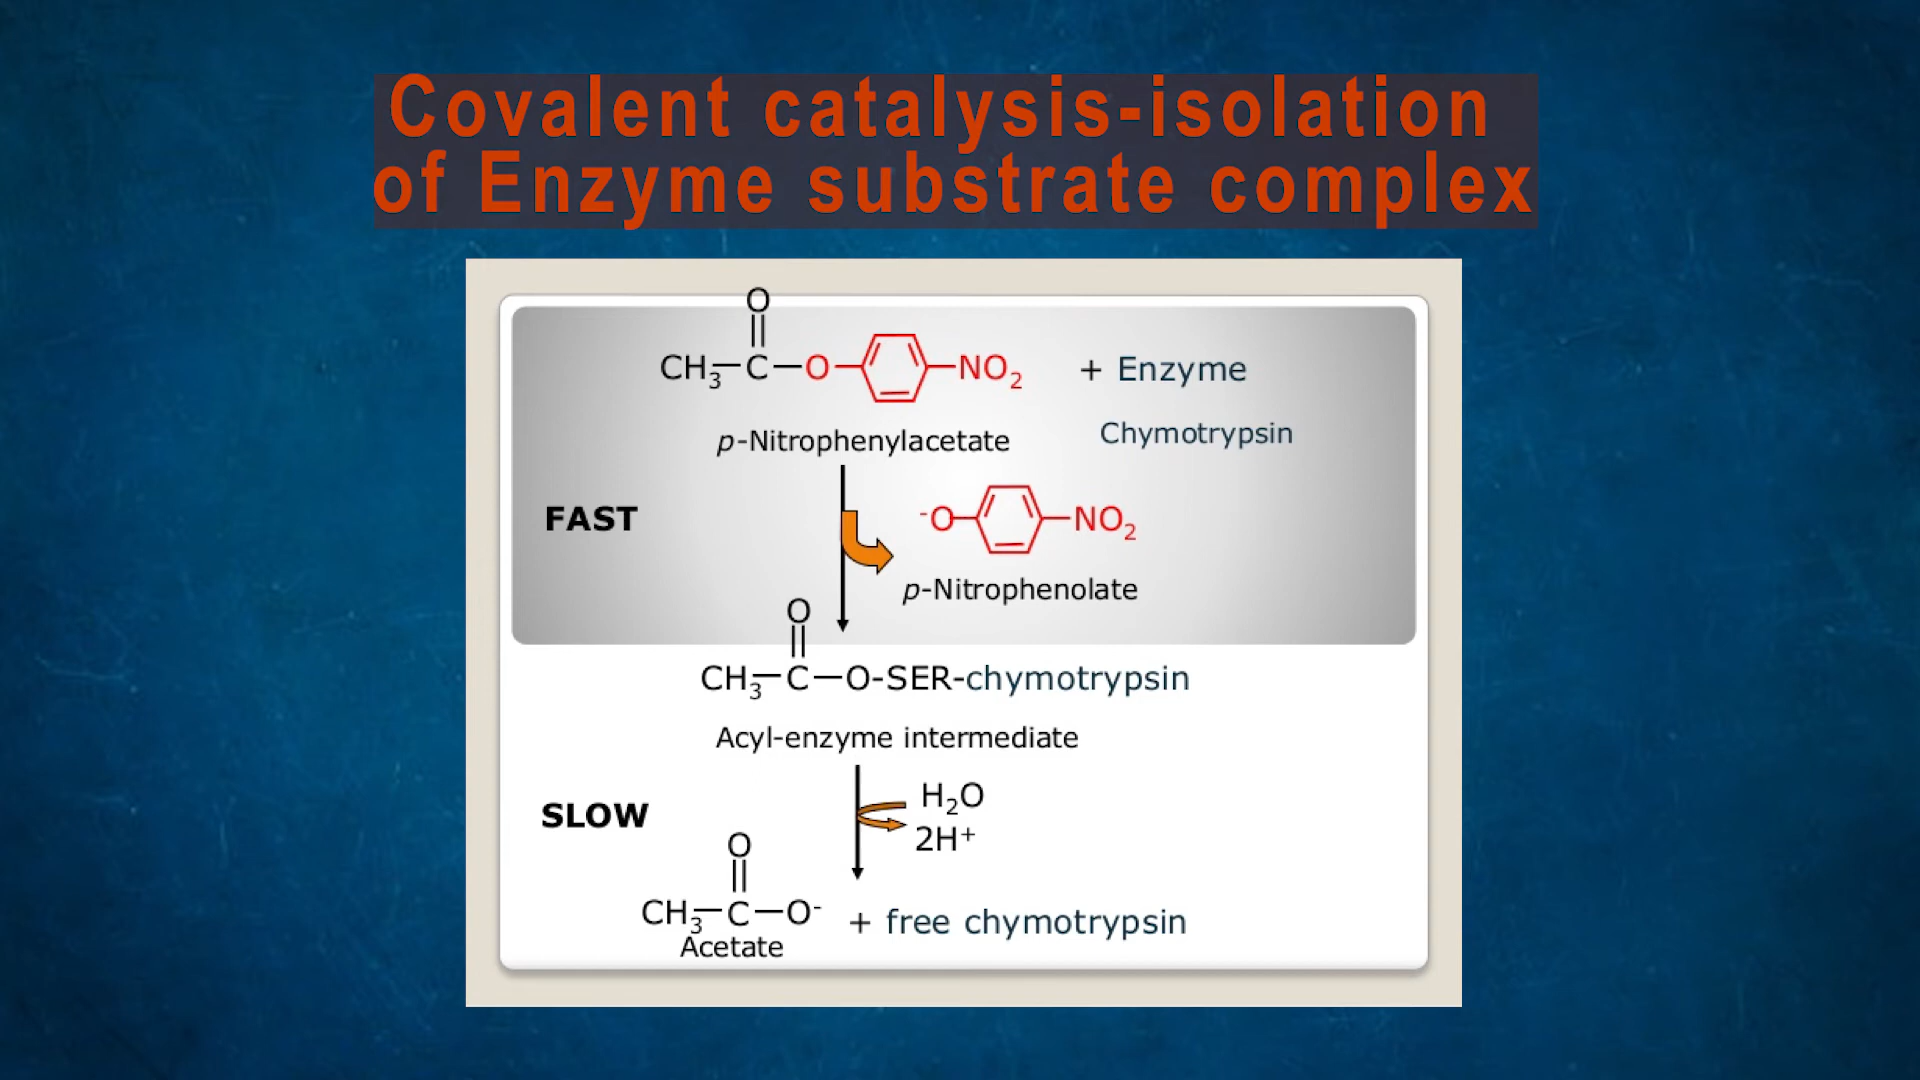 Covalent catalysis-isolation
of Enzyme substrate complex
O
CH3—C—O— —NO2 + Enzyme
p-Nitrophenylacetate Chymotrypsin
FAST -O— —NO2
p-Nitrophenolate
O
CH3—C—O-SER-chymotrypsin
Acyl-enzyme intermediate
H2O
SLOW
2H+
O
CH3—C—O- + free chymotrypsin
Acetate